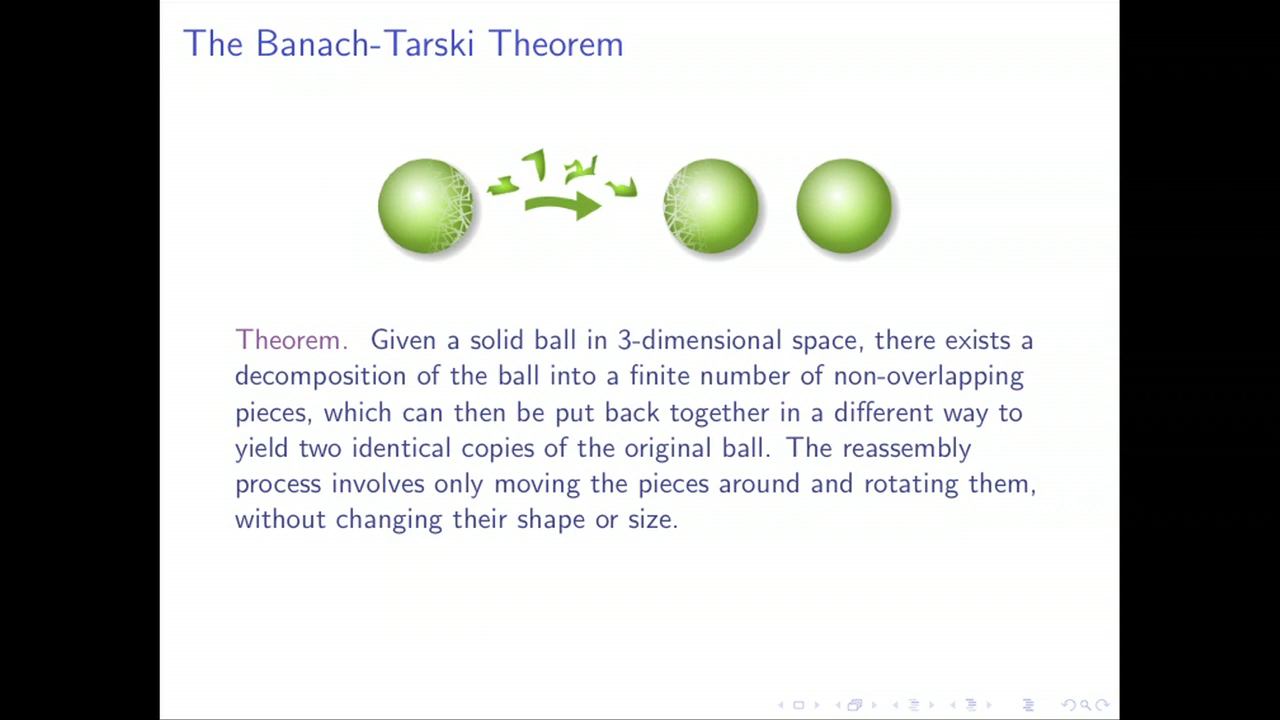 The Banach-Tarski Theorem
Theorem. Given a solid ball in 3-dimensional space, there exists a
decomposition of the ball into a finite number of non-overlapping
pieces, which can then be put back together in a different way to
yield two identical copies of the original ball. The reassembly
process involves only moving the pieces around and rotating them,
without changing their shape or size.